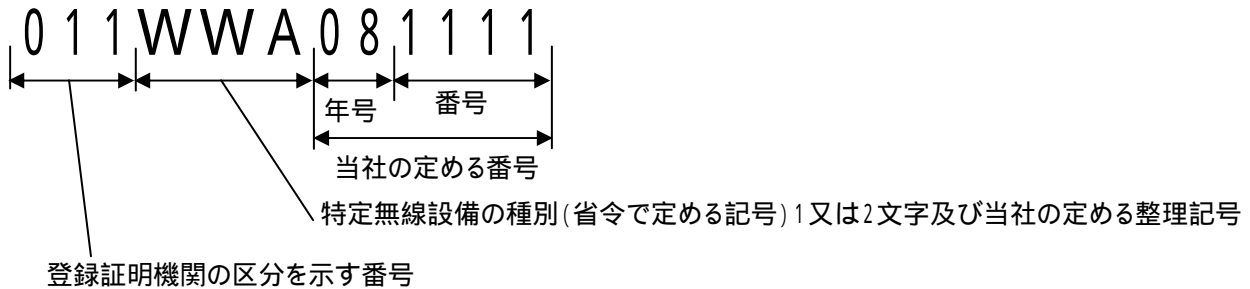 011WWA081111
年号 番号
当社の定める番号
特定無線設備の種別(省令で定める記号)1又は2文字及び当社の定める整理記号
登録証明機関の区分を示す番号